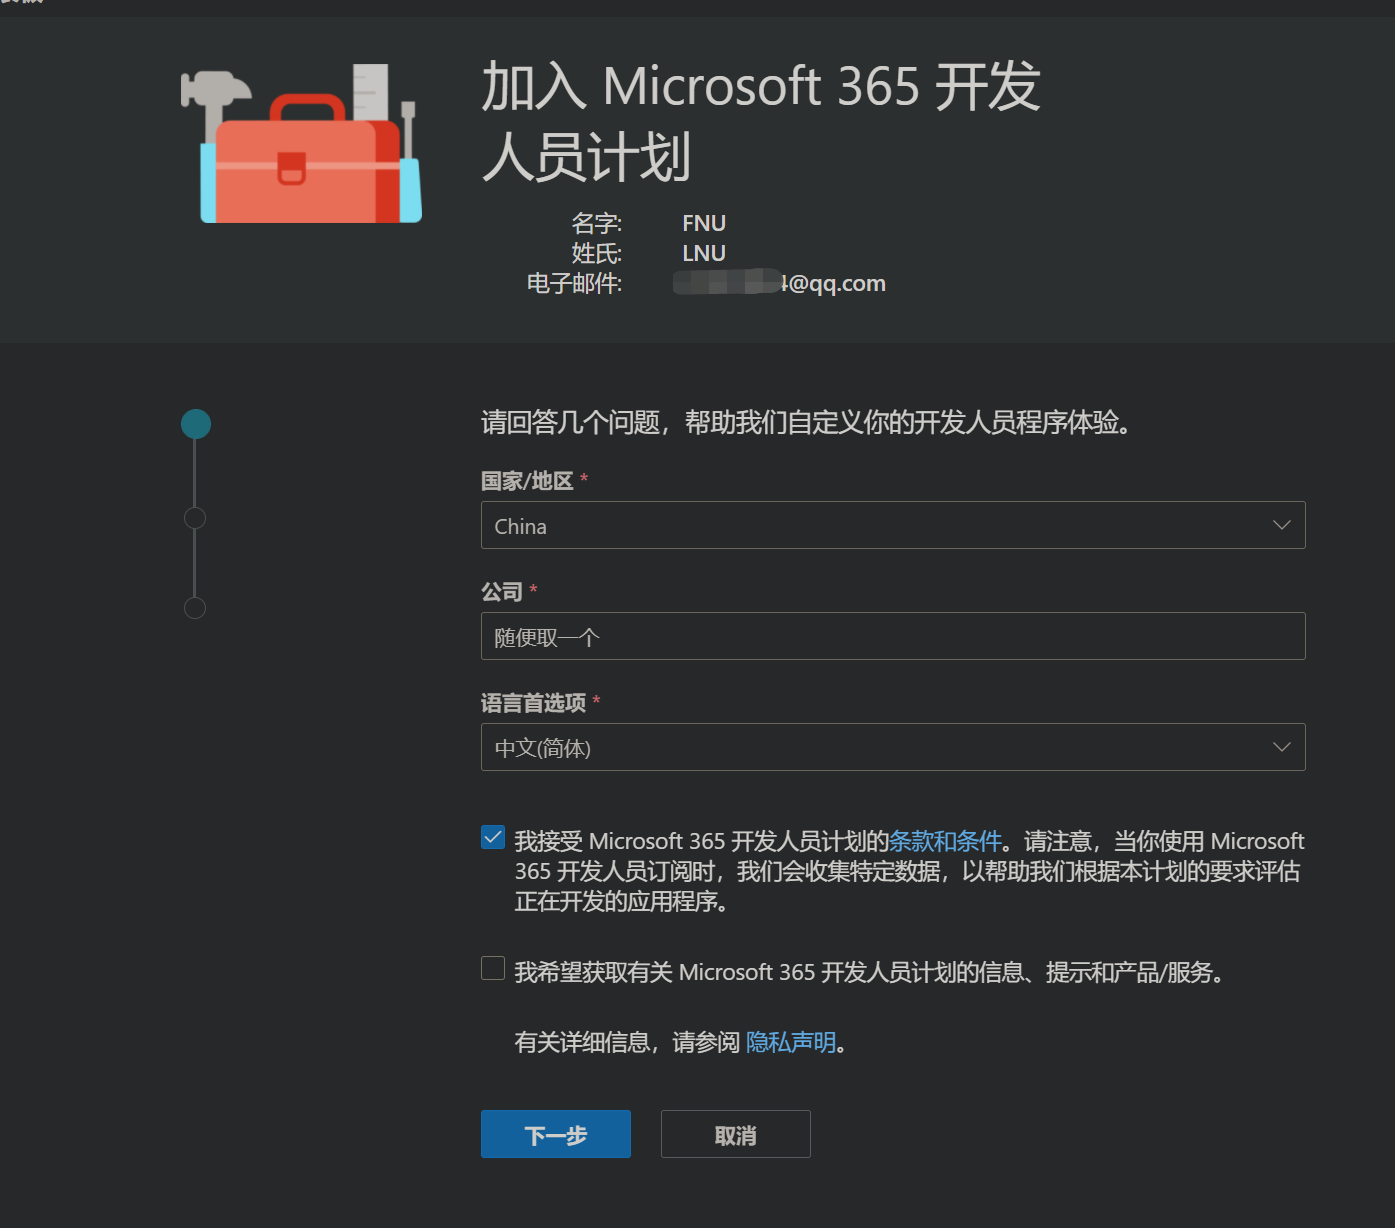 加入 Microsoft 365 开发
人员计划
名字: FNU
姓氏: LNU
电子邮件: 4@qq.com
请回答几个问题，帮助我们自定义你的开发人员程序体验。
国家/地区 *
China
公司 *
随便取一个
语言首选项 *
中文(简体)
我接受 Microsoft 365 开发人员计划的条款和条件。请注意，当你使用 Microsoft
365 开发人员订阅时，我们会收集特定数据，以帮助我们根据本计划的要求评估
正在开发的应用程序。
我希望获取有关 Microsoft 365 开发人员计划的信息、提示和产品/服务。
有关详细信息，请参阅 隐私声明。
下一步 取消